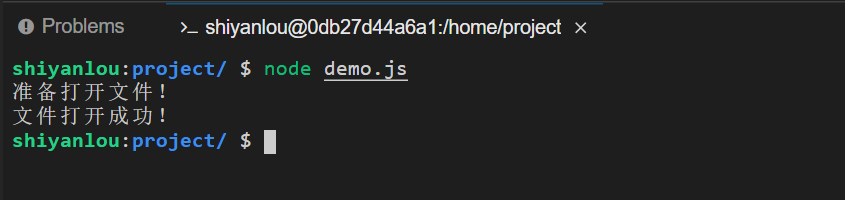 Problems
shiyanlou@0db27d44a6a1:/home/project
shiyanlou:project/ $ node demo.js
准备打开文件！
文件打开成功！
shiyanlou:project/ $